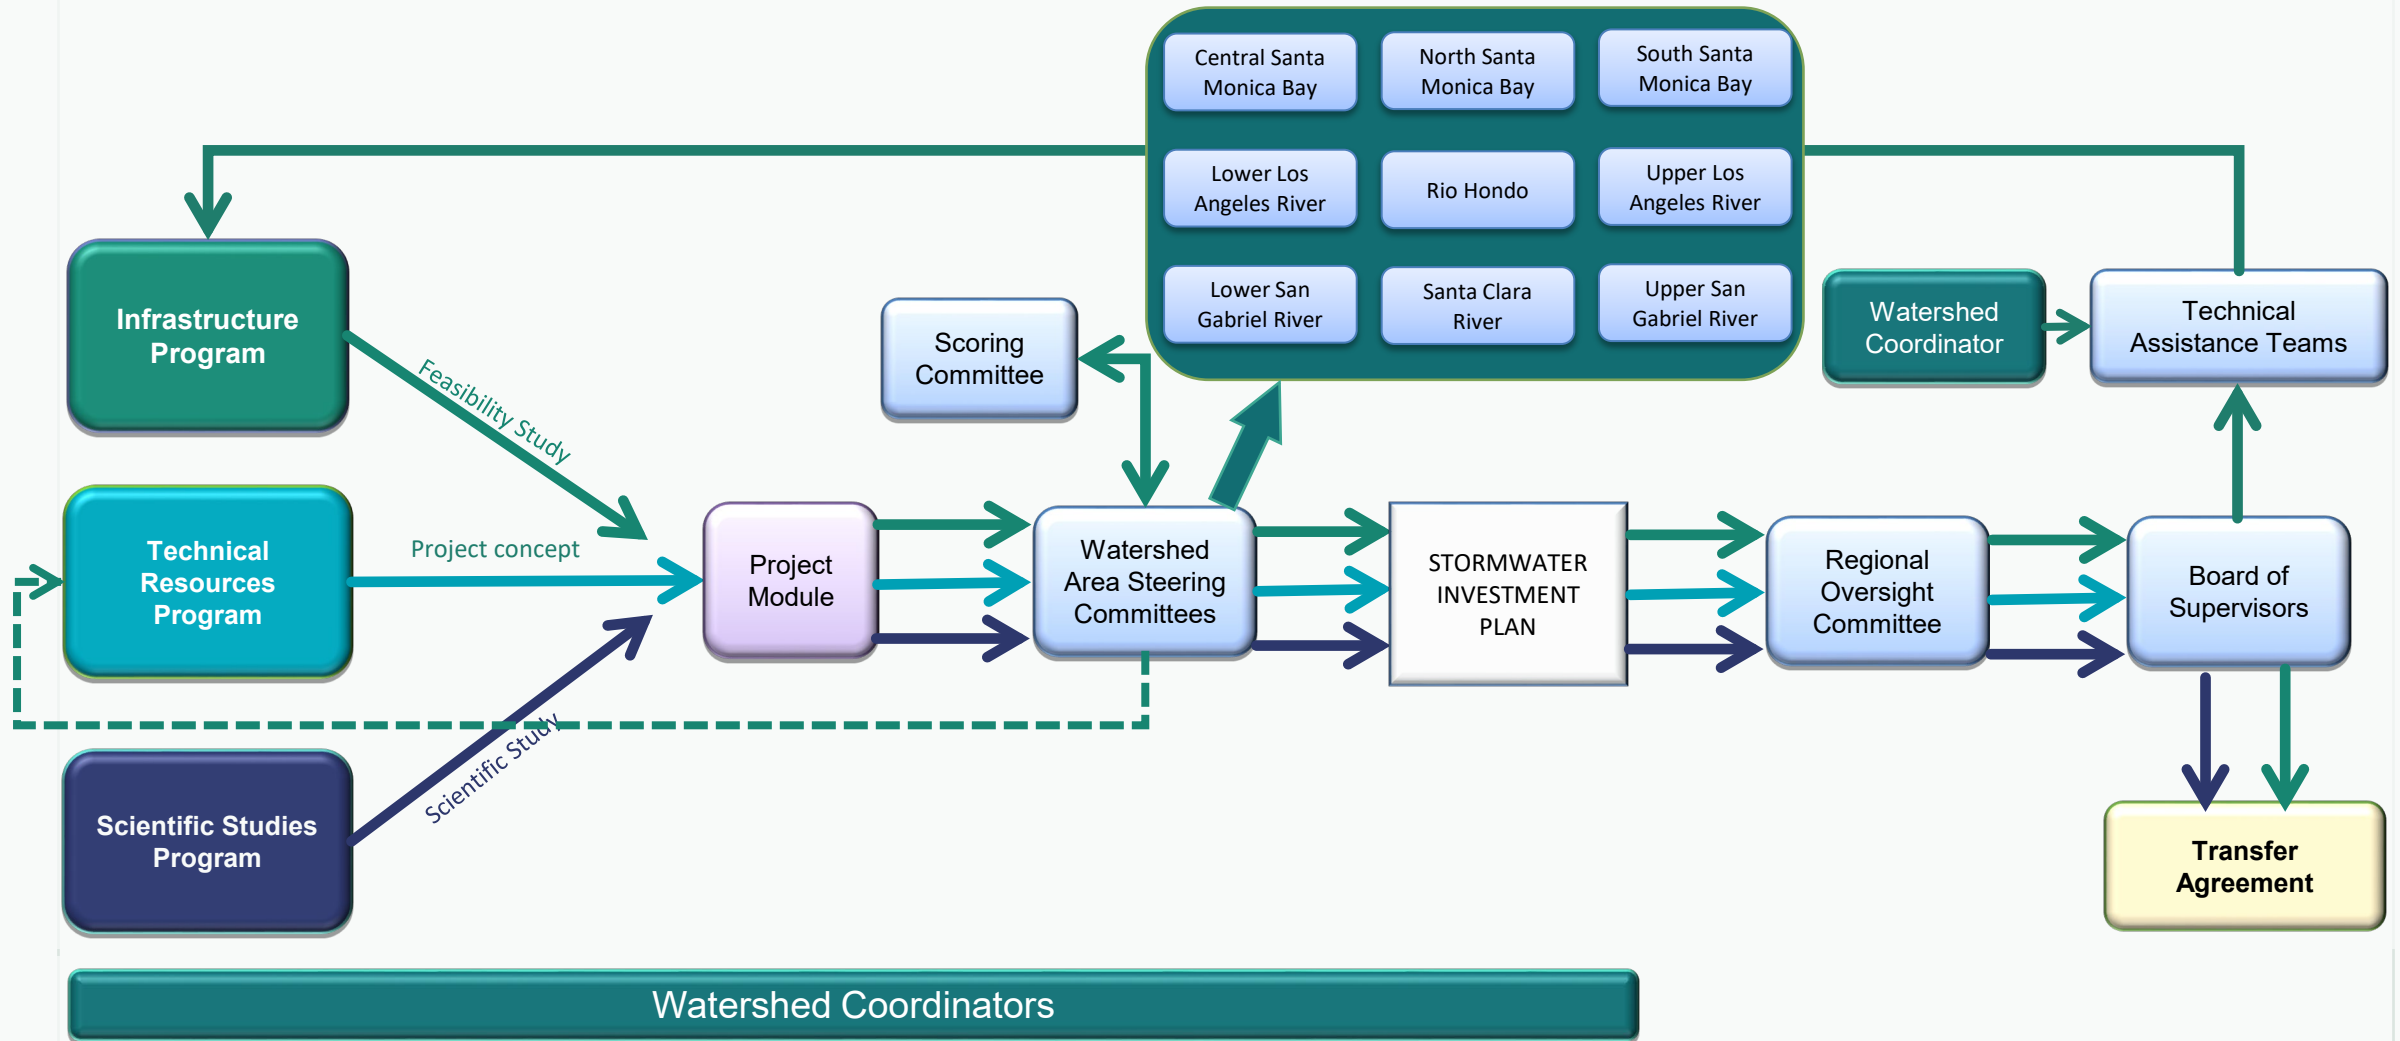 Central Santa
Monica Bay
North Santa
Monica Bay
South Santa
Monica Bay
Lower Los
Angeles River
Rio Hondo
Upper Los
Angeles River
Lower San
Gabriel River
Santa Clara
River
Upper San
Gabriel River
Infrastructure
Program
Feasibility Study
Scoring
Committee
Watershed
Coordinator
Technical
Assistance Teams
Technical
Resources
Program
Project concept
Project
Module
Watershed
Area Steering
Committees
STORMWATER
INVESTMENT
PLAN
Regional
Oversight
Committee
Board of
Supervisors
Scientific Studies
Program
Scientific Study
Transfer
Agreement
Watershed Coordinators